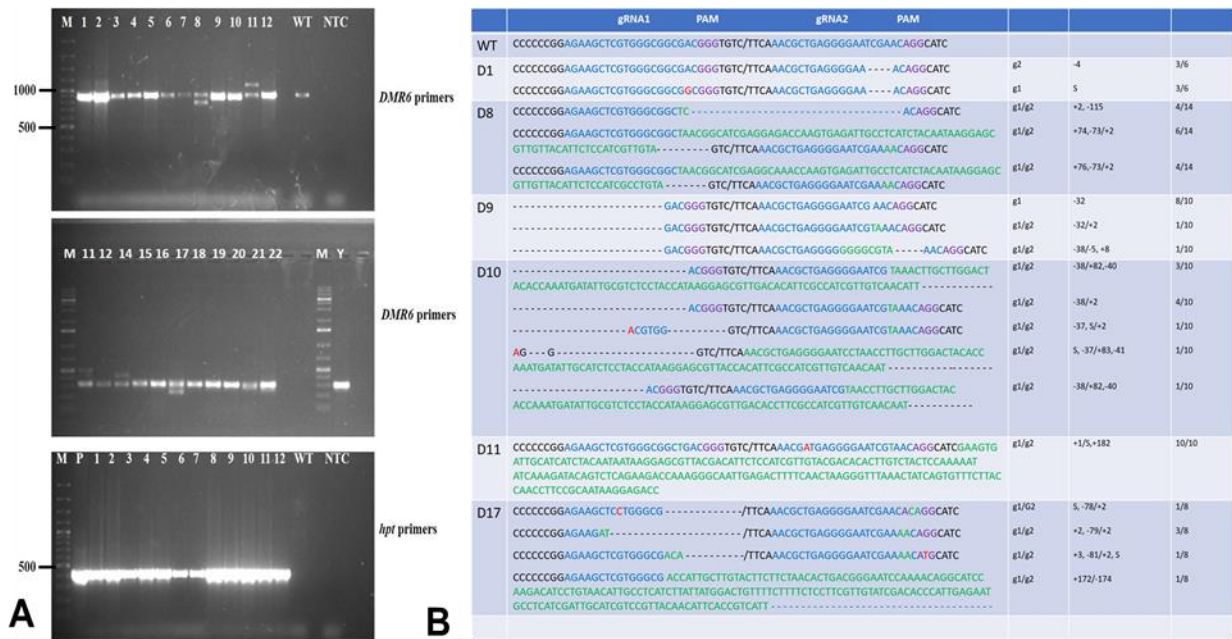 M 1 2 3 4 5 6 7 8 9 10 11 12 WT NTC
1000
500
DMR6 primers
M 11 12 14 15 16 17 18 19 20 21 22 M Y
DMR6 primers
M P 1 2 3 4 5 6 7 8 9 10 11 12 WT NTC
500
hpt primers
A
B
gRNA1 PAM gRNA2 PAM
WT CCCCCCGGAGAAGCTCGTGGGCGGCGACGGGTGTC/TTCAAACGCTGAGGGGAATCGAACAGGCATC
D1 CCCCCCGGAGAAGCTCGTGGGCGGCGACGGGTGTC/TTCAAACGCTGAGGGGAA----ACAGGCATC g2 -4 3/6
CCCCCCGGAGAAGCTCGTGGGCGGCGGCGGGTGTC/TTCAAACGCTGAGGGGAA----ACAGGCATC g1 S 3/6
D8 CCCCCCGGAGAAGCTCGTGGGCGGCTC------------------------------ACAGGCATC g1/g2 +2, -115 4/14
CCCCCCGGAGAAGCTCGTGGGCGGCTAACGGCATCGAGGAGACCAAGTGAGATTGCCTCATCTACAATAAGGAGC g1/g2 +74,-73/+2 6/14
GTTGTTACATTCTCCATCGTTGTA-------GTC/TTCAAACGCTGAGGGGAATCGAAAACAGGCATC
CCCCCCGGAGAAGCTCGTGGGCGGCTAACGGCATCGAGGCAAACCAAGTGAGATTGCCTCATCTACAATAAGGAGC g1/g2 +76,-73/+2 4/14
GTTGTTACATTCTCCATCGCCTGTA-------GTC/TTCAAACGCTGAGGGGAATCGAAAACAGGCATC
D9 ---------------------GACGGGTGTC/TTCAAACGCTGAGGGGAATCG AACAGGCATC g1 -32 8/10
---------------------GACGGGTGTC/TTCAAACGCTGAGGGGAATCGTAAACAGGCATC g1/g2 -32/+2 1/10
---------------------GACGGGTGTC/TTCAAACGCTGAGGGGGGGGCGTA-----AACAGGCATC g1/g2 -38/-5, +8 1/10
D10 ------------------------ACGGGTGTC/TTCAAACGCTGAGGGGAATCGTAAACTTGCTTGGACT g1/g2 -38/+82,-40 3/10
ACACCAAATGATATTGCGTCTCCTACCATAAGGAGCGTTGACACATTCGCCATCGTTGTCAACATT-----------
------------------------ACGGGTGTC/TTCAAACGCTGAGGGGAATCGTAAACAGGCATC g1/g2 -38/+2 4/10
----------------ACGTGG--------GTC/TTCAAACGCTGAGGGGAATCGTAAACAGGCATC g1/g2 -37, S/+2 1/10
AG---G-------------------GTC/TTCAAACGCTGAGGGGAATCCTAACCTTGCTTGGACTACACC g1/g2 S, -37/+83,-41 1/10
AAATGATATTGCATCTCCTACCATAAGGAGCGTTACCACATTCGCCATCGTTGTCAACAAT-----------
------------------ACGGGTGTC/TTCAAACGCTGAGGGGAATCGTAACCTTGCTTGGACTAC g1/g2 -38/+82,-40 1/10
ACCAAATGATATTGCGTCTCCTACCATAAGGAGCGTTGACACCTTCGCCATCGTTGTCAACAAT------------
D11 CCCCCCGGAGAAGCTCGTGGGCGGCTGACGGGTGTC/TTCAAACGATGAGGGGAATCGTAACAGGCATCGAAGTG g1/g2 +1/S,+182 10/10
ATTGCATCATCTACAATAATAAGGAGCGTTACGACATTCTCCATCGTTGTACGACACACTTGTCTACTCCAAAAAT
ATCAAAGATACAGTCTCAGAAGACCAAAGGGCAATTGAGACTTTTCAACTAAGGGTTTAAACTATCAGTGTTTCTTAC
CAACCTTCCGCAATAAGGAGACC
D17 CCCCCCGGAGAAGCTCCTGGGCG------------/TTCAAACGCTGAGGGGAATCGAACACAGGCATC g1/G2 S, -78/+2 1/8
CCCCCCGGAGAAGAT--------------------/TTCAAACGCTGAGGGGAATCGAAAACAGGCATC g1/g2 +2, -79/+2 3/8
CCCCCCGGAGAAGCTCGTGGGCGACA---------/TTCAAACGCTGAGGGGAATCGAAAACATGCATC g1/g2 +3, -81/+2, S 1/8
CCCCCCGGAGAAGCTCGTGGGCGACCATTGCTTGTACTTCTTCTAACACTGACGGGAATCCAAAACAGGCATCC g1/g2 +172/-174 1/8
AAGACATCCTGTAACATTGCCTCATCTTATTATGGACTGTTTTCTTTTCTCCTTCGTTGTATCGACACCCATTGAGAAT
GCCTCATCGATTGCATCGTCCGTTACAACATTCACCGTCATT-----------------------